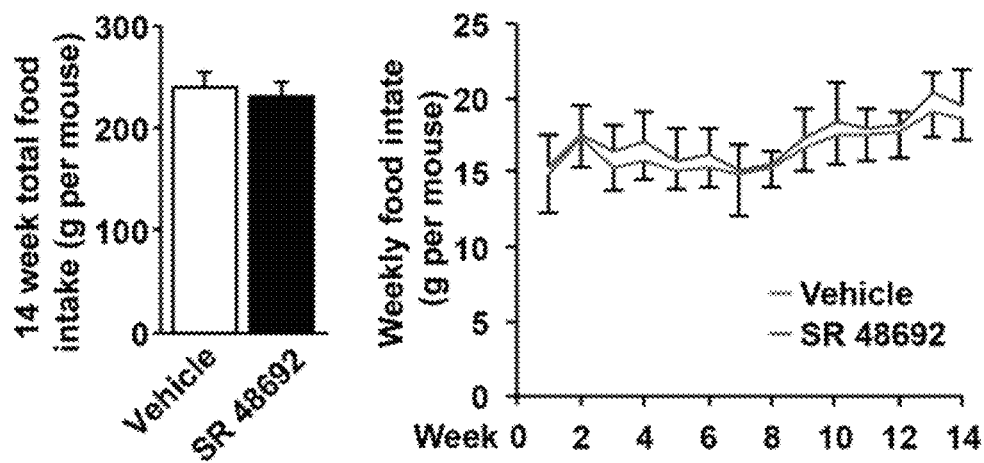 14 week total food
intake (g per mouse)
300
200
100
0
Vehicle
SR 48692
Weekly food intate
(g per mouse)
25
20
15
10
5
0
Vehicle
SR 48692
Week 0 2 4 6 8 10 12 14